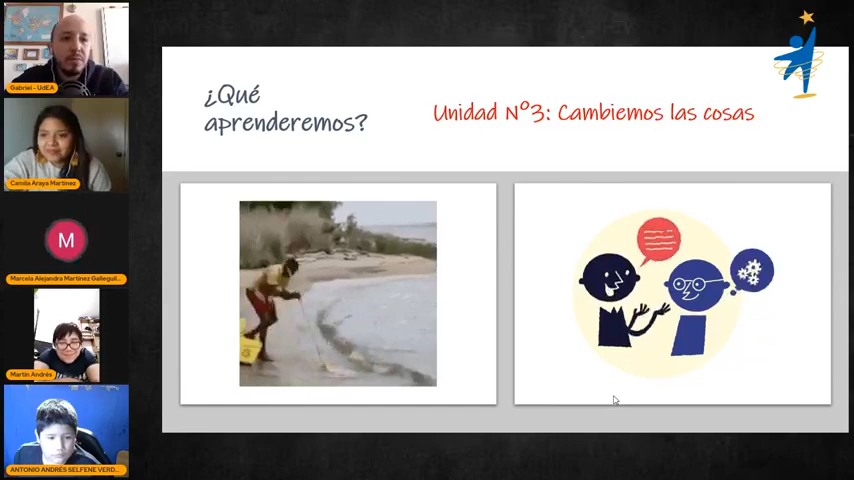 Gabriel - UdEA
Camila Araya Martínez
M
Marcela Alejandra Martínez Galleguil...
Martín Andrés
ANTONIO ANDRÉS SELFENE VERD...
¿Qué
aprenderemos?
Unidad N°3: Cambiemos las cosas